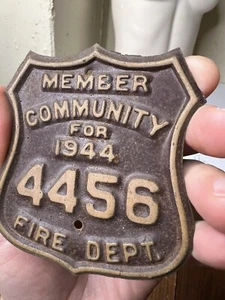 MEMBER
COMMUNITY
FOR
1944
4456
FIRE DEPT.